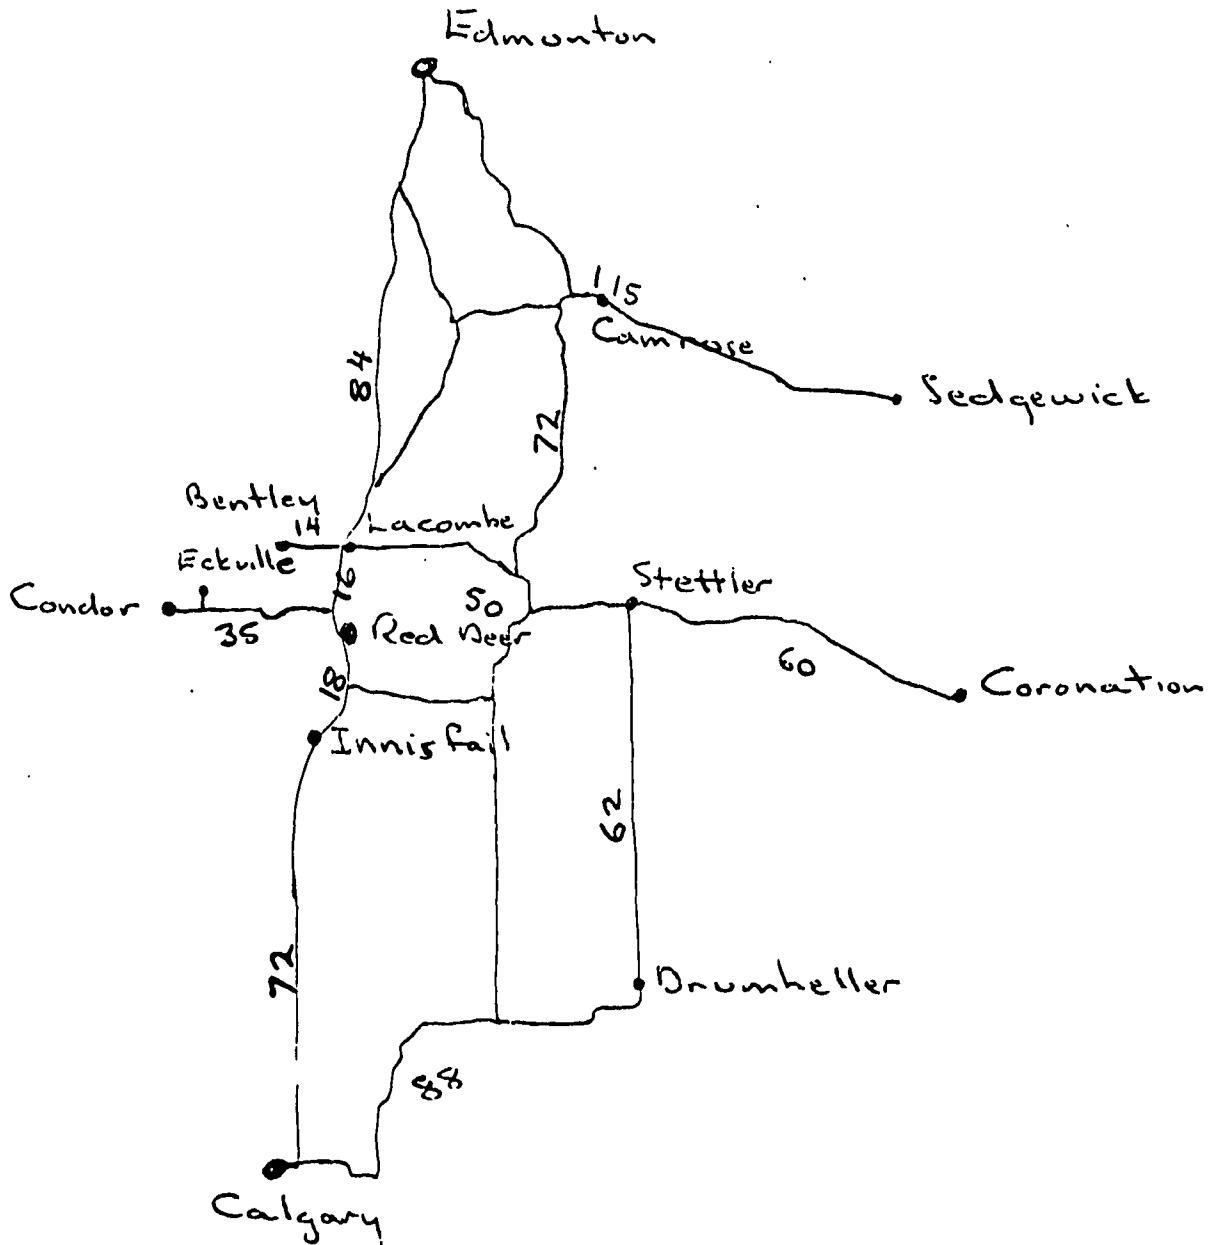 Edmonton
115
Camrose
84
Sedgewick
72
Bentley
14
Lacombe
Eckville
16
Stettler
Condor
50
35
Red Deer
60
18
Coronation
Innisfail
62
72
Drumheller
88
Calgary